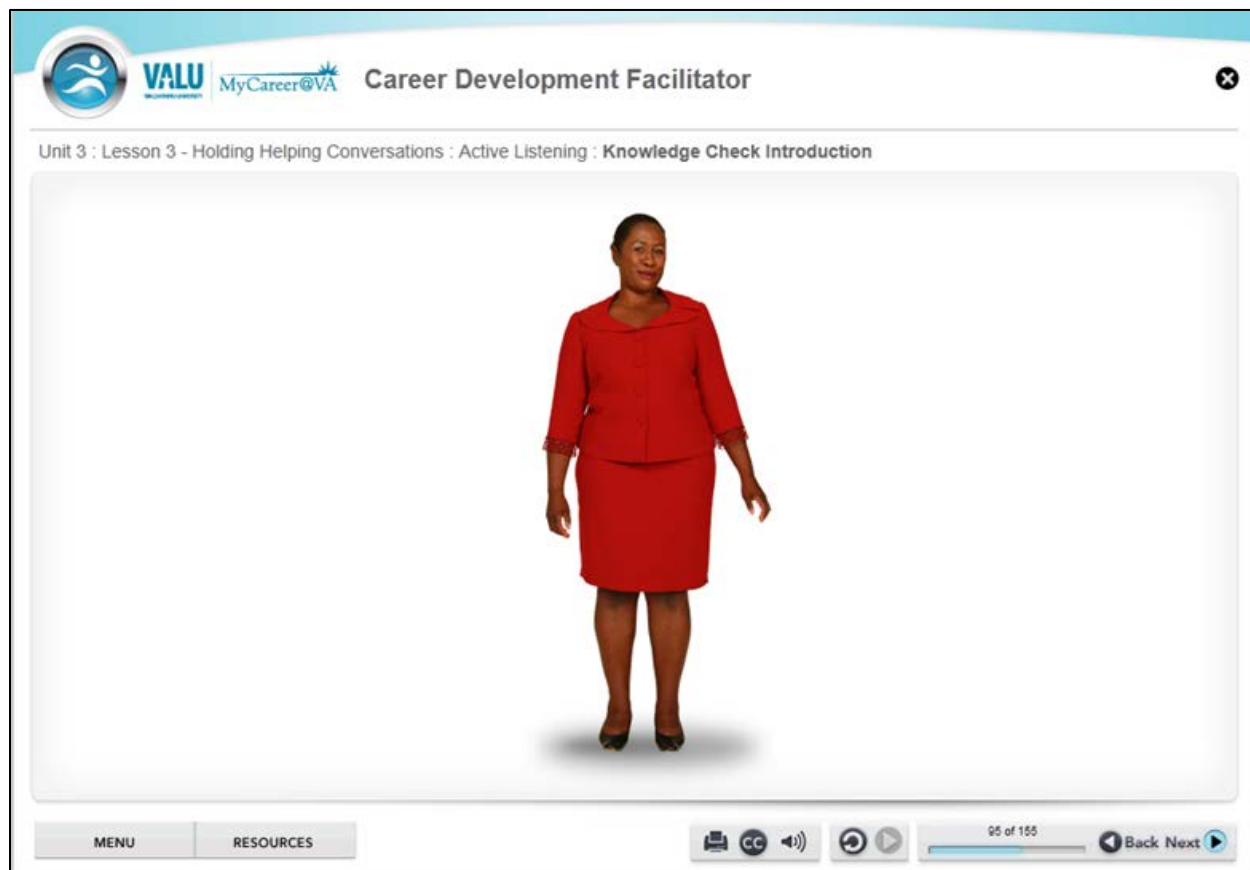 VALU MyCareer@VA Career Development Facilitator
Unit 3 : Lesson 3 - Holding Helping Conversations : Active Listening : Knowledge Check Introduction
MENU RESOURCES CC 95 of 155 Back Next